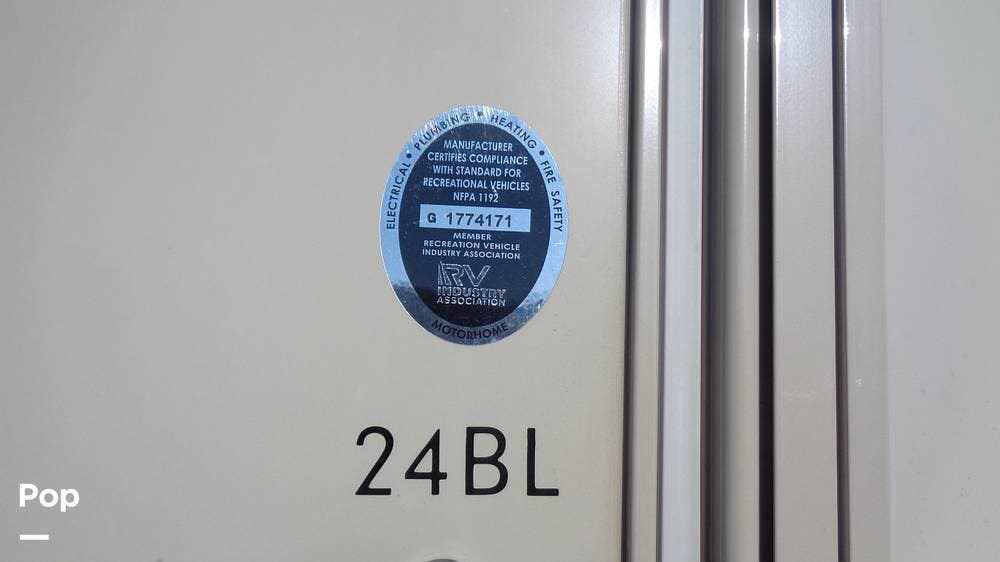 ELECTRICAL • PLUMBING • HEATING • FIRE SAFETY
MANUFACTURER
CERTIFIES COMPLIANCE
WITH STANDARD FOR
RECREATIONAL VEHICLES
NFPA 1192
G 1774171
MEMBER
RECREATION VEHICLE
INDUSTRY ASSOCIATION
RV
INDUSTRY
ASSOCIATION
MOTORHOME
24BL
Pop